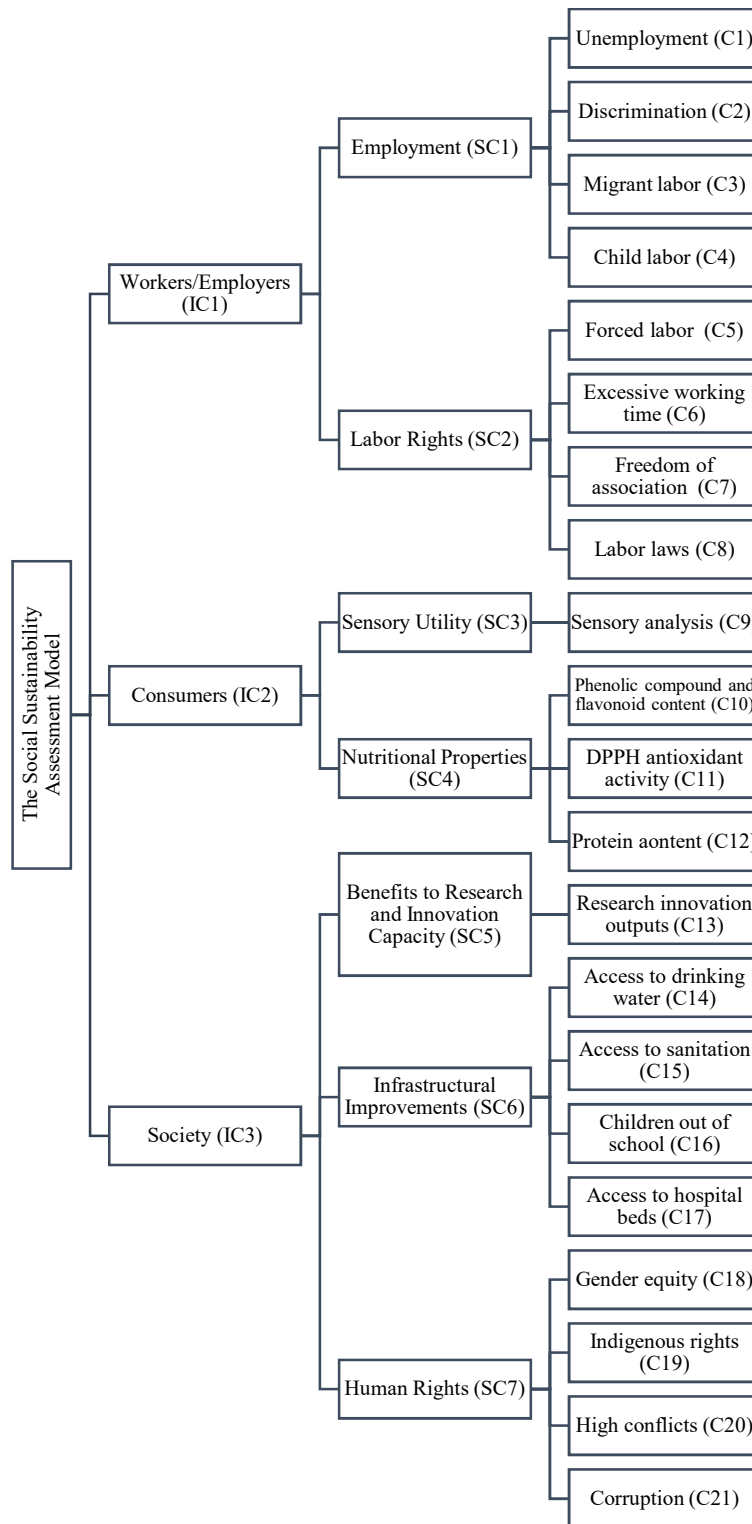 The Social Sustainability
Assessment Model
Workers/Employers
(IC1)
Employment (SC1)
Unemployment (C1)
Discrimination (C2)
Migrant labor (C3)
Child labor (C4)
Labor Rights (SC2)
Forced labor (C5)
Excessive working
time (C6)
Freedom of
association (C7)
Labor laws (C8)
Consumers (IC2)
Sensory Utility (SC3)
Sensory analysis (C9
Nutritional Properties
(SC4)
Phenolic compound and
flavonoid content (C10)
DPPH antioxidant
activity (C11)
Protein aontent (C12)
Society (IC3)
Benefits to Research
and Innovation
Capacity (SC5)
Research innovation
outputs (C13)
Infrastructural
Improvements (SC6)
Access to drinking
water (C14)
Access to sanitation
(C15)
Children out of
school (C16)
Access to hospital
beds (C17)
Human Rights (SC7)
Gender equity (C18)
Indigenous rights
(C19)
High conflicts (C20)
Corruption (C21)